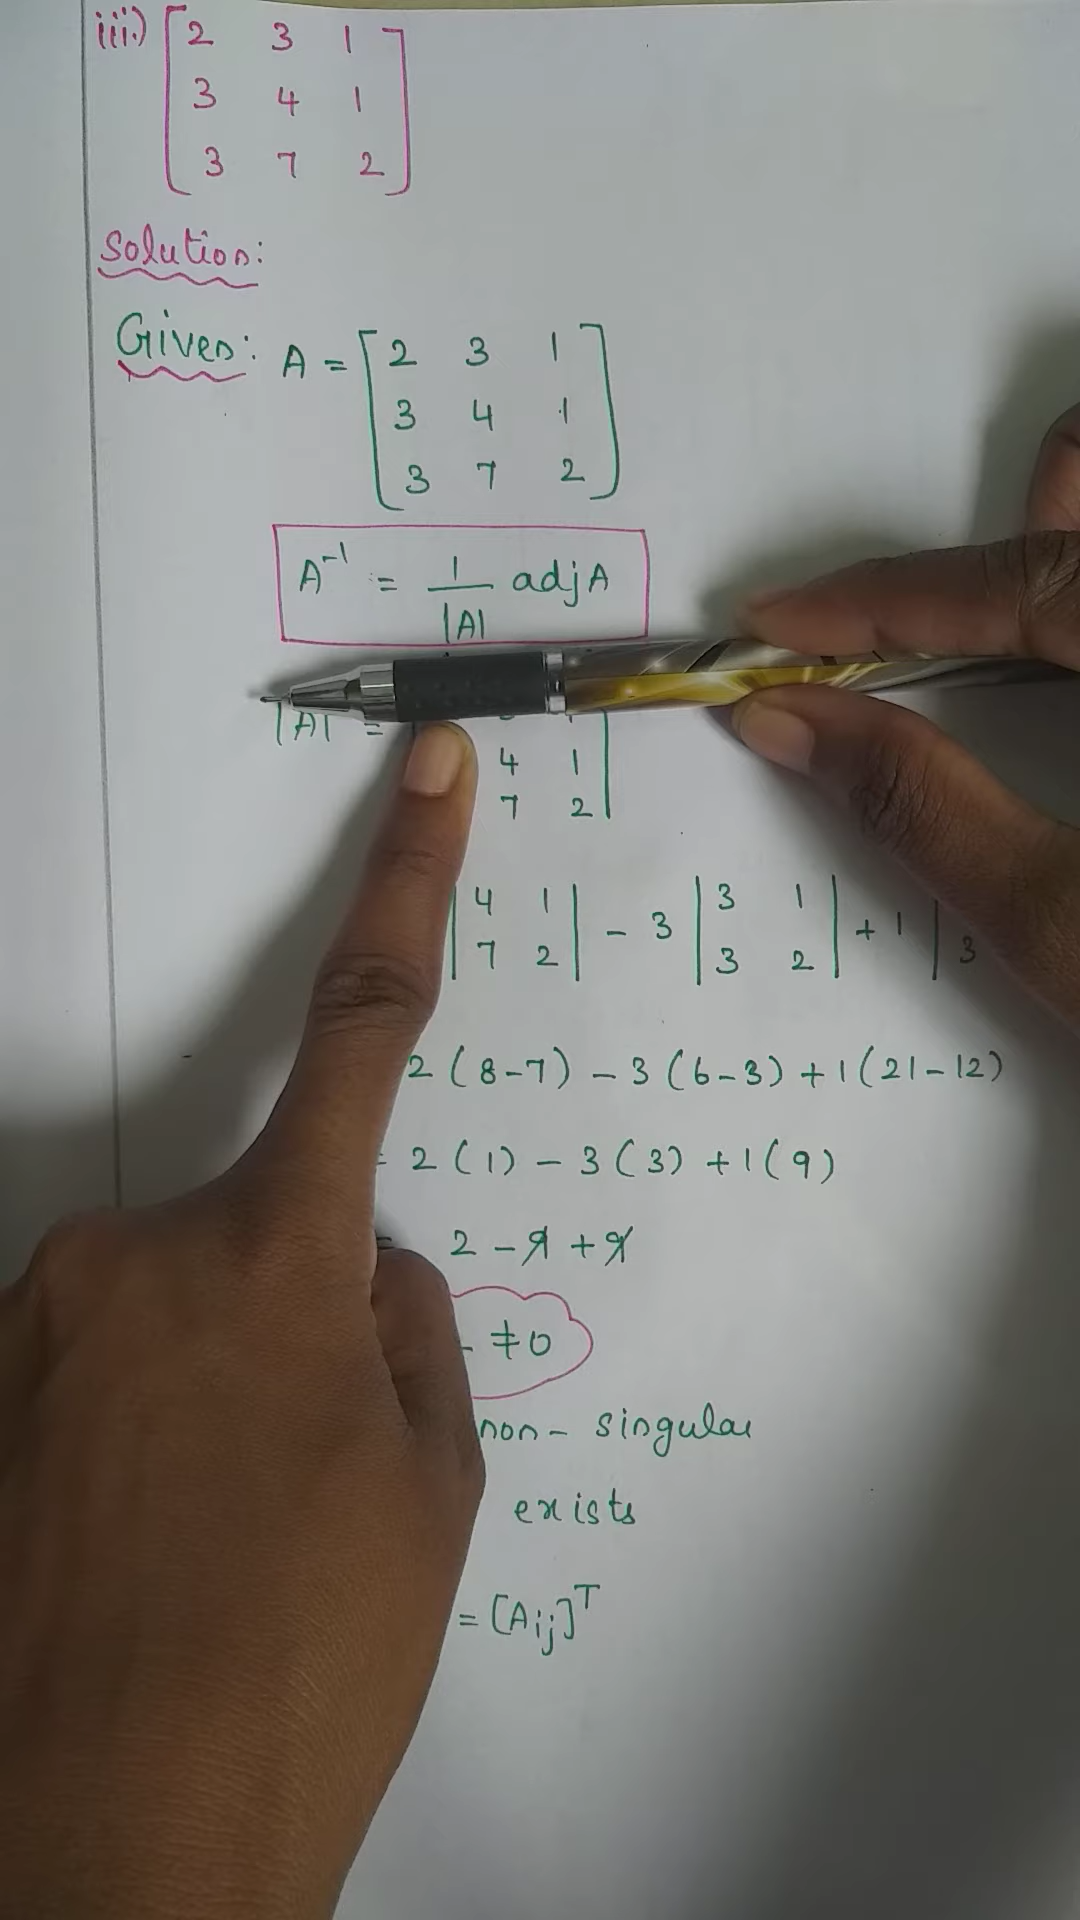 iii.) [2 3 1
3 4 1
3 7 2]
Solution:
Given: A = [2 3 1
3 4 1
3 7 2]
A⁻¹ = 1/|A| adj A
|A| =
4 1
7 2|
|4 1| - 3 |3 1| + 1 |
|7 2| |3 2| 3
2 (8-7) - 3 (6-3) + 1 (21-12)
= 2 (1) - 3 (3) + 1 (9)
= 2 - 9 + 9
≠ 0
non- singular
exists
= [Aij]ᵀ